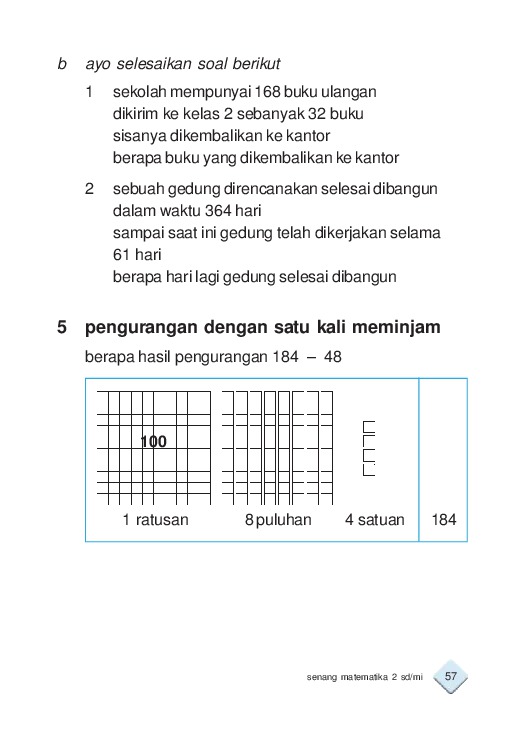 b ayo selesaikan soal berikut
1 sekolah mempunyai 168 buku ulangan
dikirim ke kelas 2 sebanyak 32 buku
sisanya dikembalikan ke kantor
berapa buku yang dikembalikan ke kantor
2 sebuah gedung direncanakan selesai dibangun
dalam waktu 364 hari
sampai saat ini gedung telah dikerjakan selama
61 hari
berapa hari lagi gedung selesai dibangun
5 pengurangan dengan satu kali meminjam
berapa hasil pengurangan 184 – 48
100
1 ratusan 8 puluhan 4 satuan 184
senang matematika 2 sd/mi 57